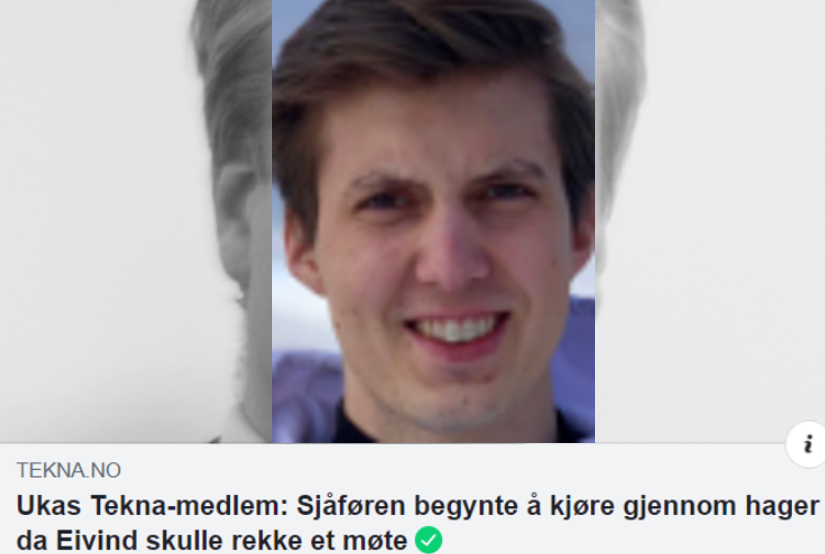 TEKNA.NO
Ukas Tekna-medlem: Sjåføren begynte å kjøre gjennom hager
da Eivind skulle rekke et møte